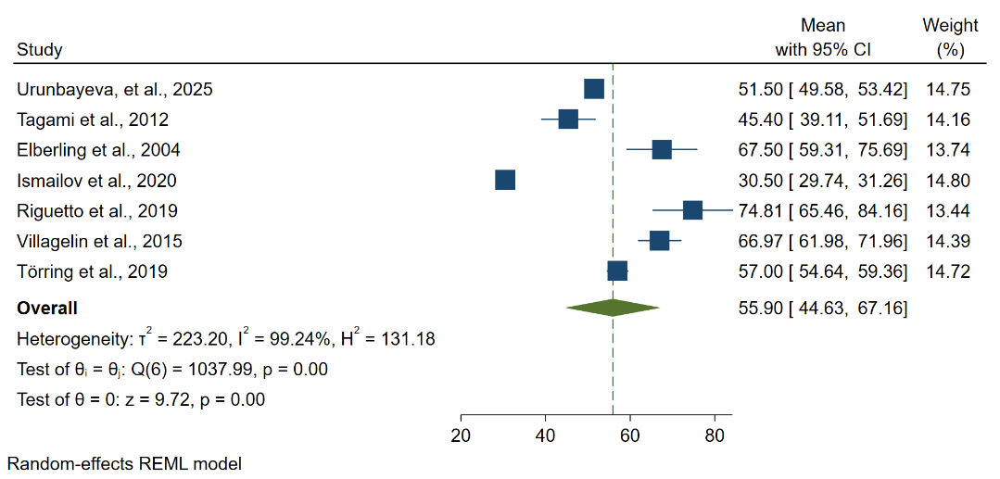 Mean Weight
Study with 95% CI (%)
Urunbayeva, et al., 2025 51.50 [ 49.58, 53.42] 14.75
Tagami et al., 2012 45.40 [ 39.11, 51.69] 14.16
Elberling et al., 2004 67.50 [ 59.31, 75.69] 13.74
Ismailov et al., 2020 30.50 [ 29.74, 31.26] 14.80
Riguetto et al., 2019 74.81 [ 65.46, 84.16] 13.44
Villagelin et al., 2015 66.97 [ 61.98, 71.96] 14.39
Törring et al., 2019 57.00 [ 54.64, 59.36] 14.72
Overall 55.90 [ 44.63, 67.16]
Heterogeneity: τ² = 223.20, I² = 99.24%, H² = 131.18
Test of θᵢ = θⱼ: Q(6) = 1037.99, p = 0.00
Test of θ = 0: z = 9.72, p = 0.00
20 40 60 80
Random-effects REML model